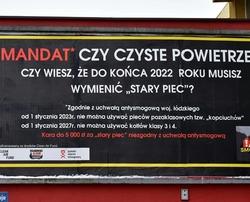 MANDAT* CZY CZYSTE POWIETRZE
CZY WIESZ, ŻE DO KOŃCA 2022 ROKU MUSISZ
WYMIENIĆ „STARY PIEC"?
*Zgodnie z uchwałą antysmogową woj. łódzkiego
od 1 stycznia 2023r. nie można używać pieców pozaklasowych tzw. „kopciuchów"
od 1 stycznia 2027r. nie można używać kotłów klasy 3 i 4.
Kara do 5000 zł za „stary piec" niezgodny z uchwałą antysmogową